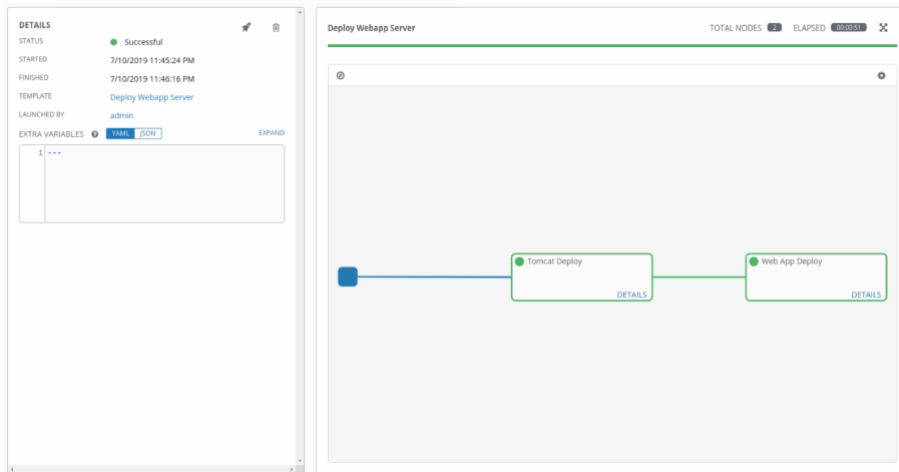 DETAILS
STATUS Successful
STARTED 7/10/2019 11:45:24 PM
FINISHED 7/10/2019 11:46:16 PM
TEMPLATE Deploy Webapp Server
LAUNCHED BY admin
EXTRA VARIABLES ? YAML JSON EXPAND
1 ---
Deploy Webapp Server TOTAL NODES 2 ELAPSED 00:00:51
Tomcat Deploy
DETAILS
Web App Deploy
DETAILS